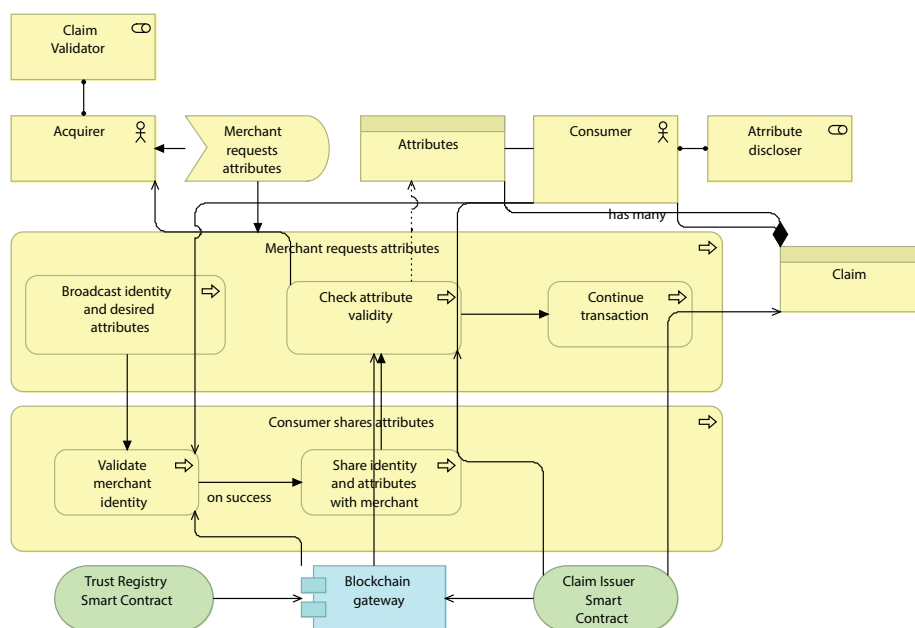 Claim
Validator
Acquirer
Merchant
requests
attributes
Attributes
Consumer
Atrribute
discloser
has many
Merchant requests attributes
Claim
Broadcast identity
and desired
attributes
Check attribute
validity
Continue
transaction
Consumer shares attributes
Validate
merchant
identity
on success
Share identity
and attributes
with merchant
Trust Registry
Smart Contract
Blockchain
gateway
Claim Issuer
Smart
Contract